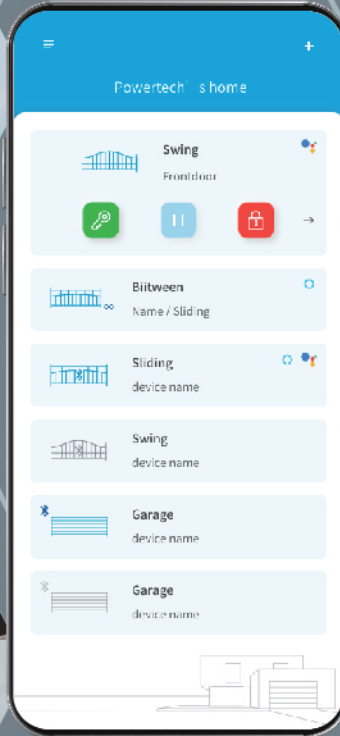 Powertech's home
Swing
Frontdoor
Biitween
Name / Sliding
Sliding
device name
Swing
device name
Garage
device name
Garage
device name